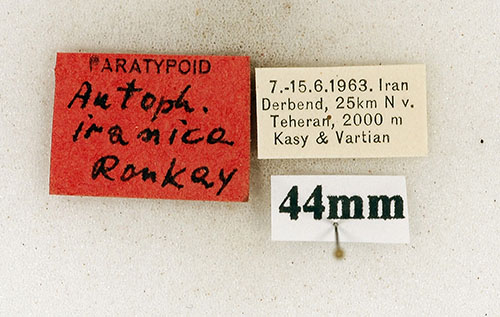 PARATYPOID
Autoph.
iranica
Ronkay
7.-15.6.1963. Iran
Derbend, 25km N v.
Teheran, 2000 m
Kasy & Vartian
44mm